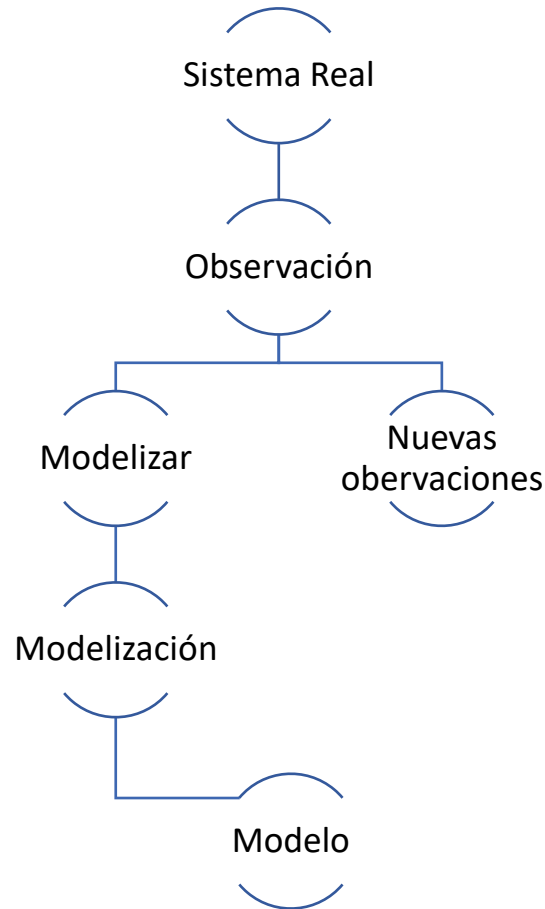 Sistema Real
Observación
Modelizar
Nuevas
obervaciones
Modelización
Modelo